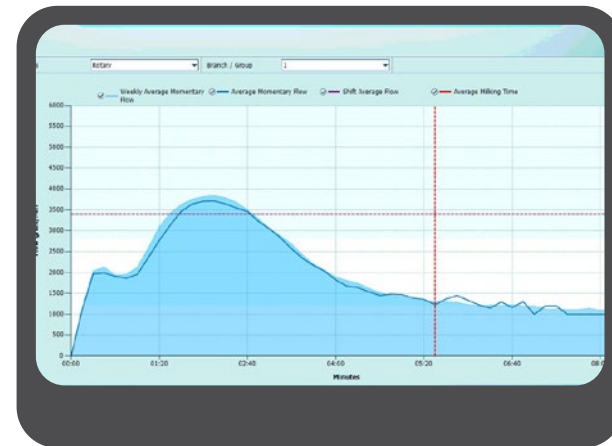 Rotary
Branch / Group
1
Weekly Average Momentary
Flow
Average Momentary Flow
Shift Average Flow
Average Milking Time
6000
5500
5000
4500
4000
3500
3000
2500
2000
1500
1000
500
0
00:00 01:20 02:40 04:00 05:20 06:40
Minutes